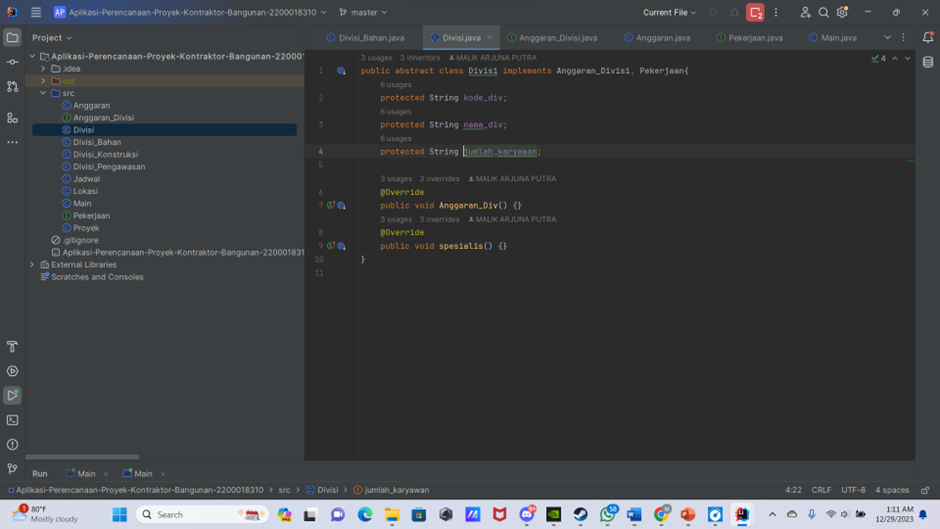 AP Aplikasi-Perencanaan-Proyek-Kontraktor-Bangunan-2200018310 master Current File 2
Project
Divisi_Bahan.java Divisi.java Anggaran_Divisi.java Anggaran.java Pekerjaan.java Main.java
Aplikasi-Perencanaan-Proyek-Kontraktor-Bangunan-22000183
.idea
out
src
Anggaran
Anggaran_Divisi
Divisi
Divisi_Bahan
Divisi_Konstruksi
Divisi_Pengawasan
Jadwal
Lokasi
Main
Pekerjaan
Proyek
.gitignore
Aplikasi-Perencanaan-Proyek-Kontraktor-Bangunan-220001831
External Libraries
Scratches and Consoles
3 usages 3 inheritors MALIK ARJUNA PUTRA
4
1 public abstract class Divisi implements Anggaran_Divisi, Pekerjaan{
6 usages
2 protected String kode_div;
6 usages
3 protected String nama_div;
6 usages
4 protected String jumlah_karyawan;
5
3 usages 3 overrides MALIK ARJUNA PUTRA
6 @Override
7 public void Anggaran_Div() {}
3 usages 3 overrides MALIK ARJUNA PUTRA
8 @Override
9 public void spesialis() {}
10 }
11
Run Main Main
Aplikasi-Perencanaan-Proyek-Kontraktor-Bangunan-2200018310 src Divisi jumlah_karyawan 4:22 CRLF UTF-8 4 spaces
80°F
Mostly cloudy
Search
1:11 AM
12/29/2023